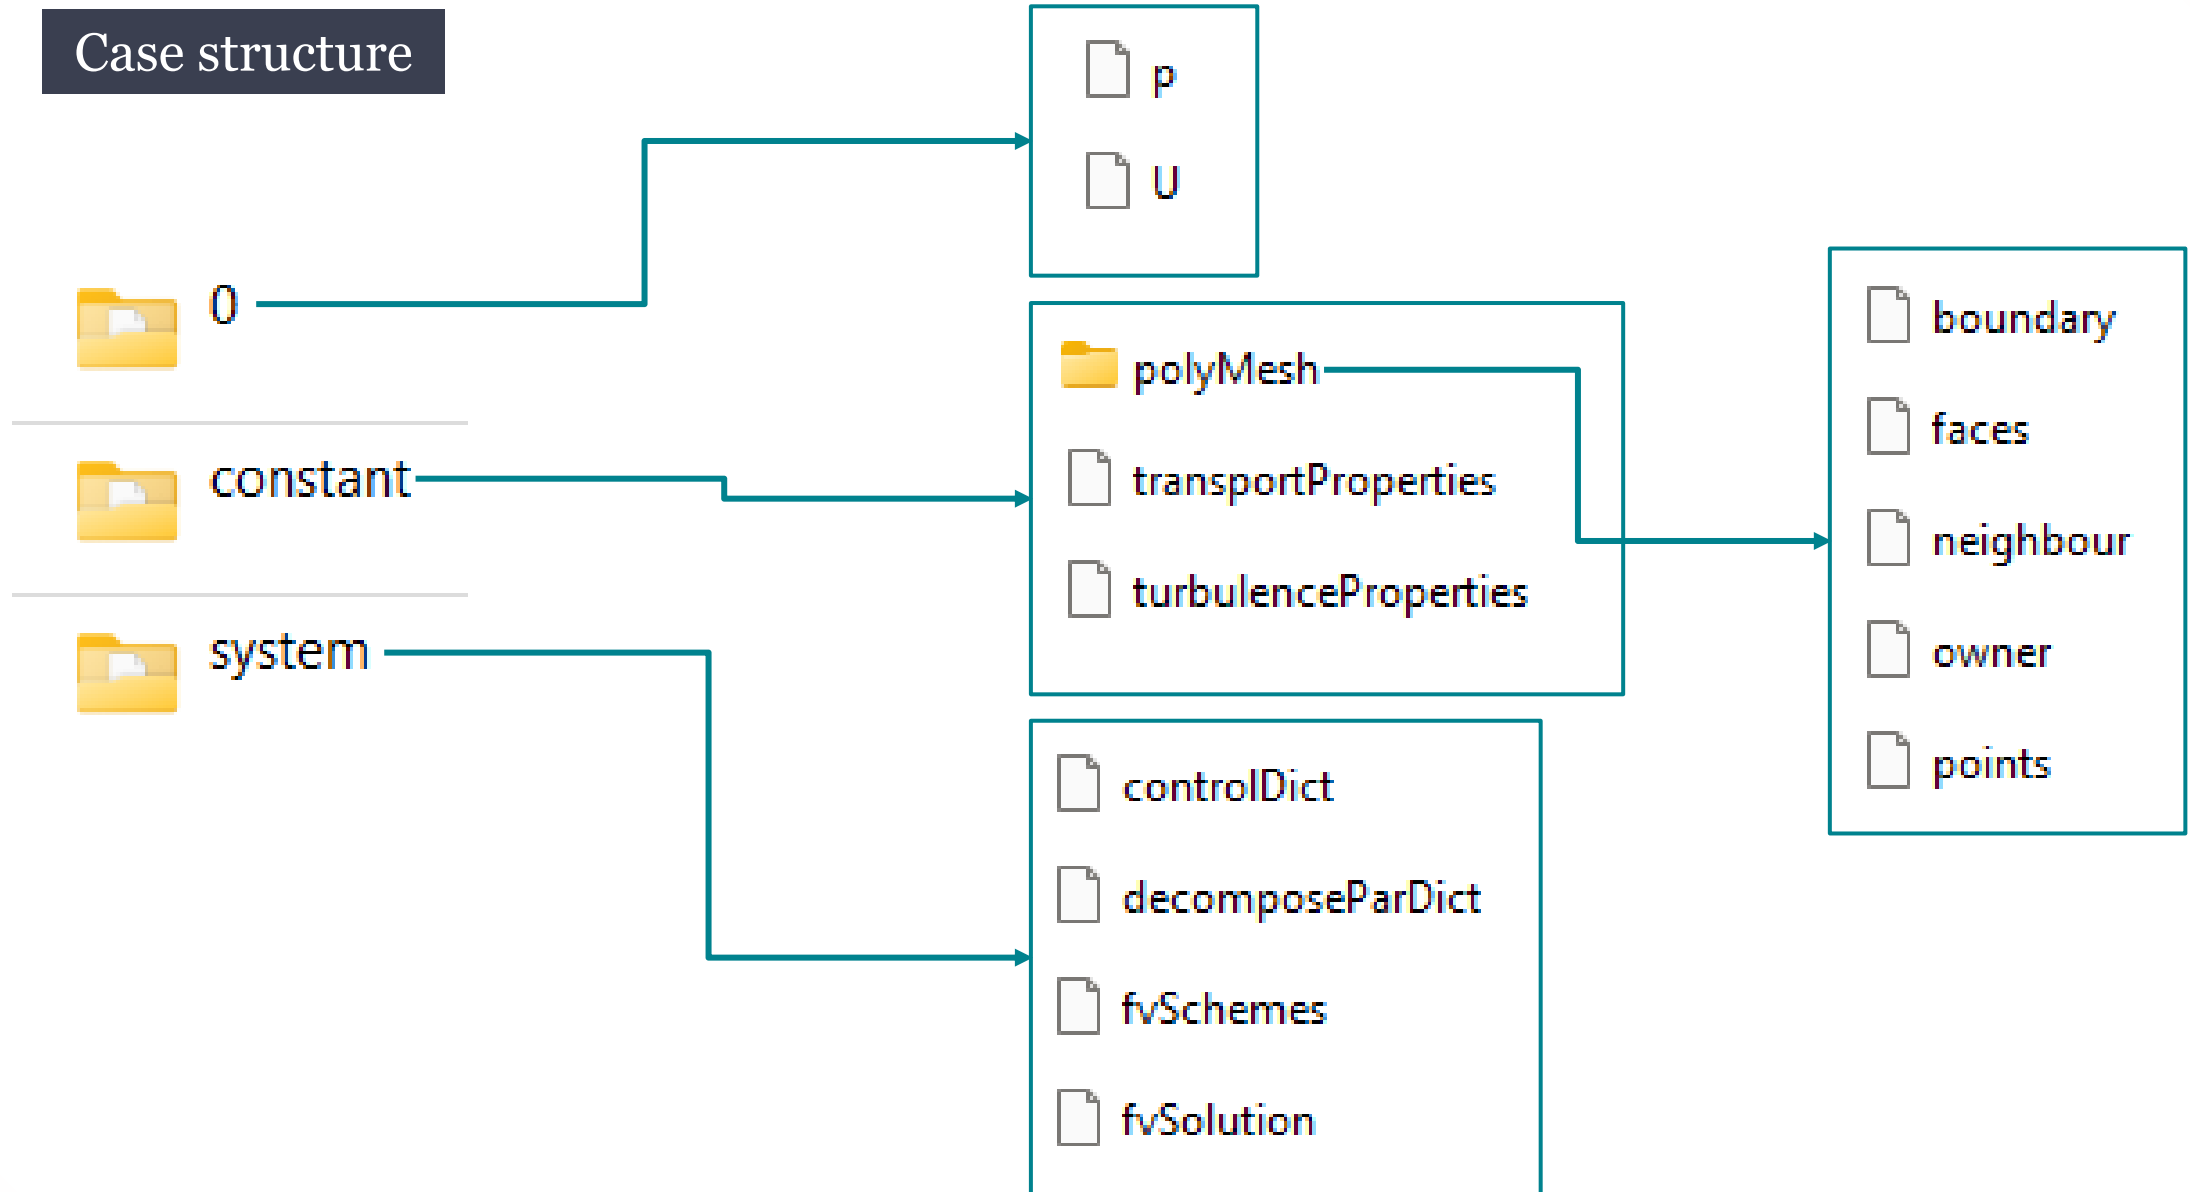 Case structure
0
constant
system
p
U
polyMesh
transportProperties
turbulenceProperties
controlDict
decomposeParDict
fvSchemes
fvSolution
boundary
faces
neighbour
owner
points